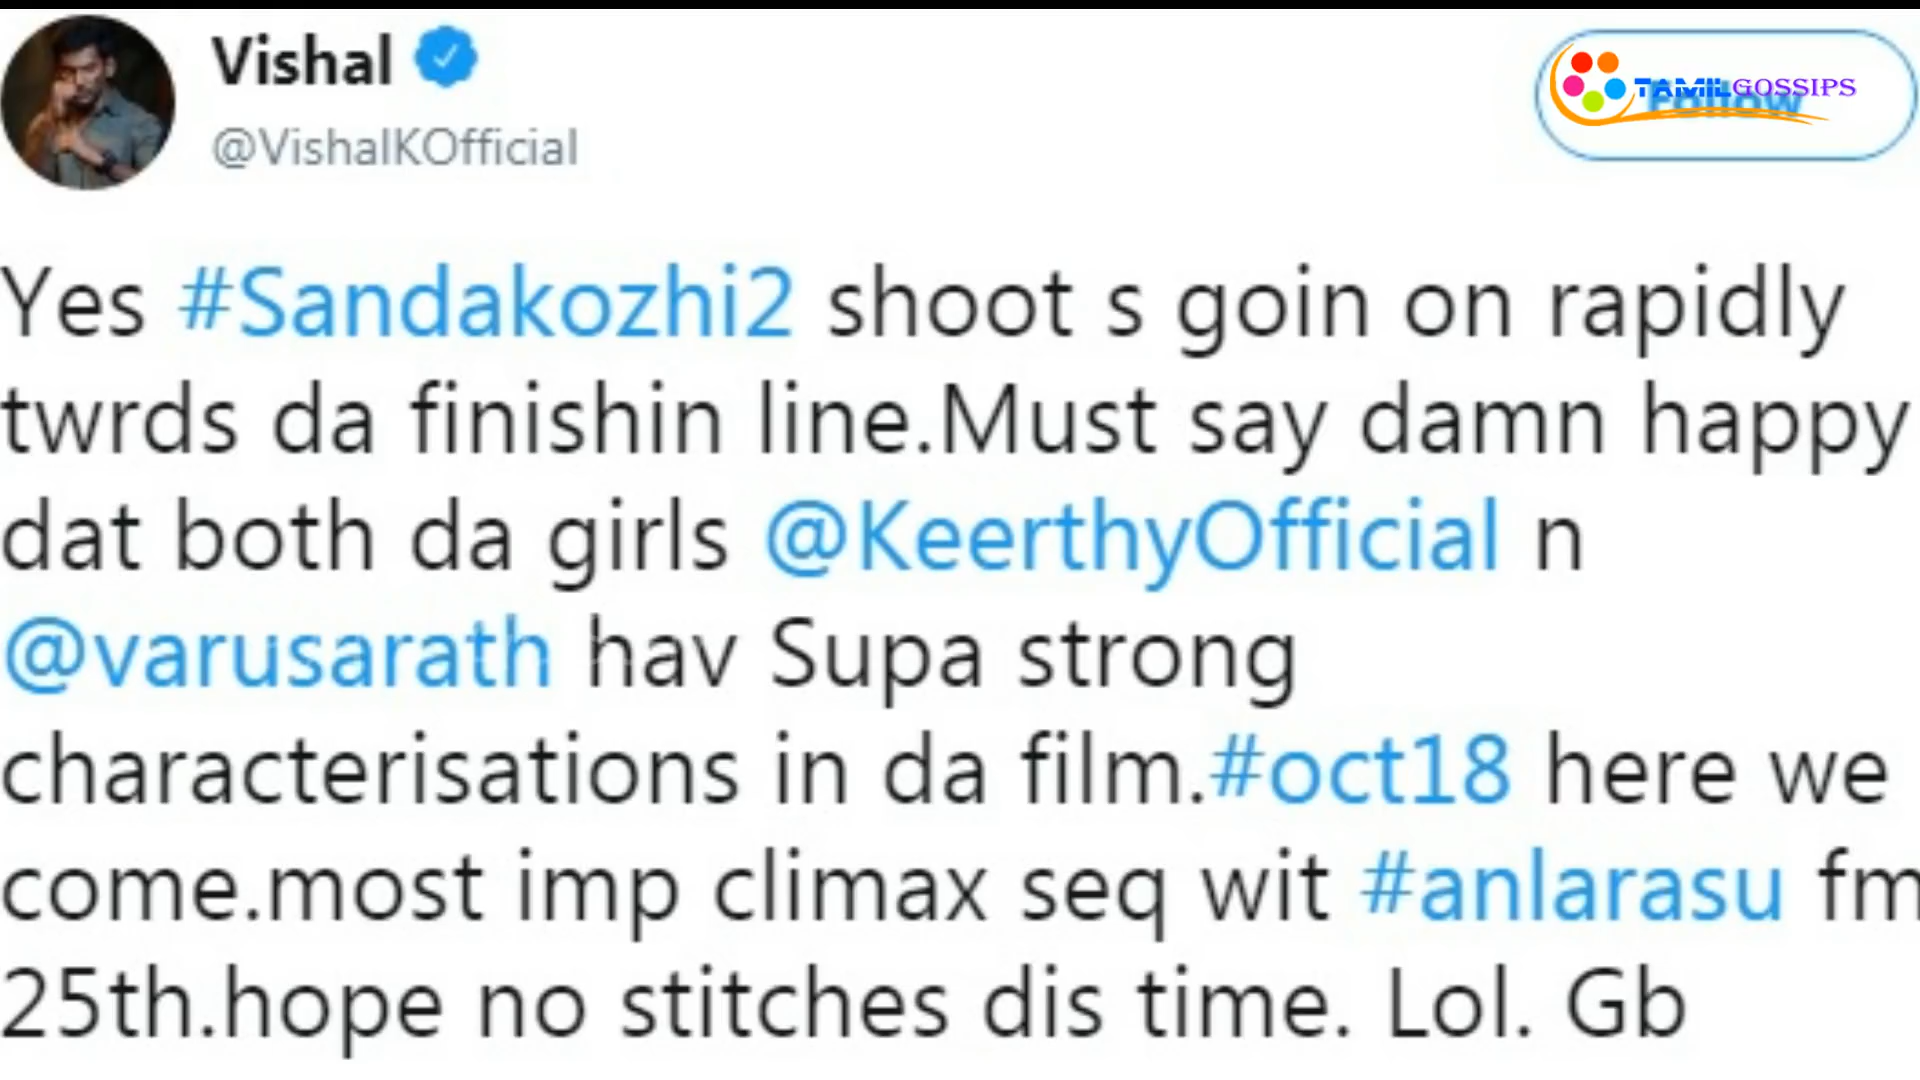 Vishal
@VishalKOfficial
Follow
TAMILGOSSIPS
Yes #Sandakozhi2 shoot s goin on rapidly
twrds da finishin line.Must say damn happy
dat both da girls @KeerthyOfficial n
@varusarath hav Supa strong
characterisations in da film.#oct18 here we
come.most imp climax seq wit #anlarasu fm
25th.hope no stitches dis time. Lol. Gb